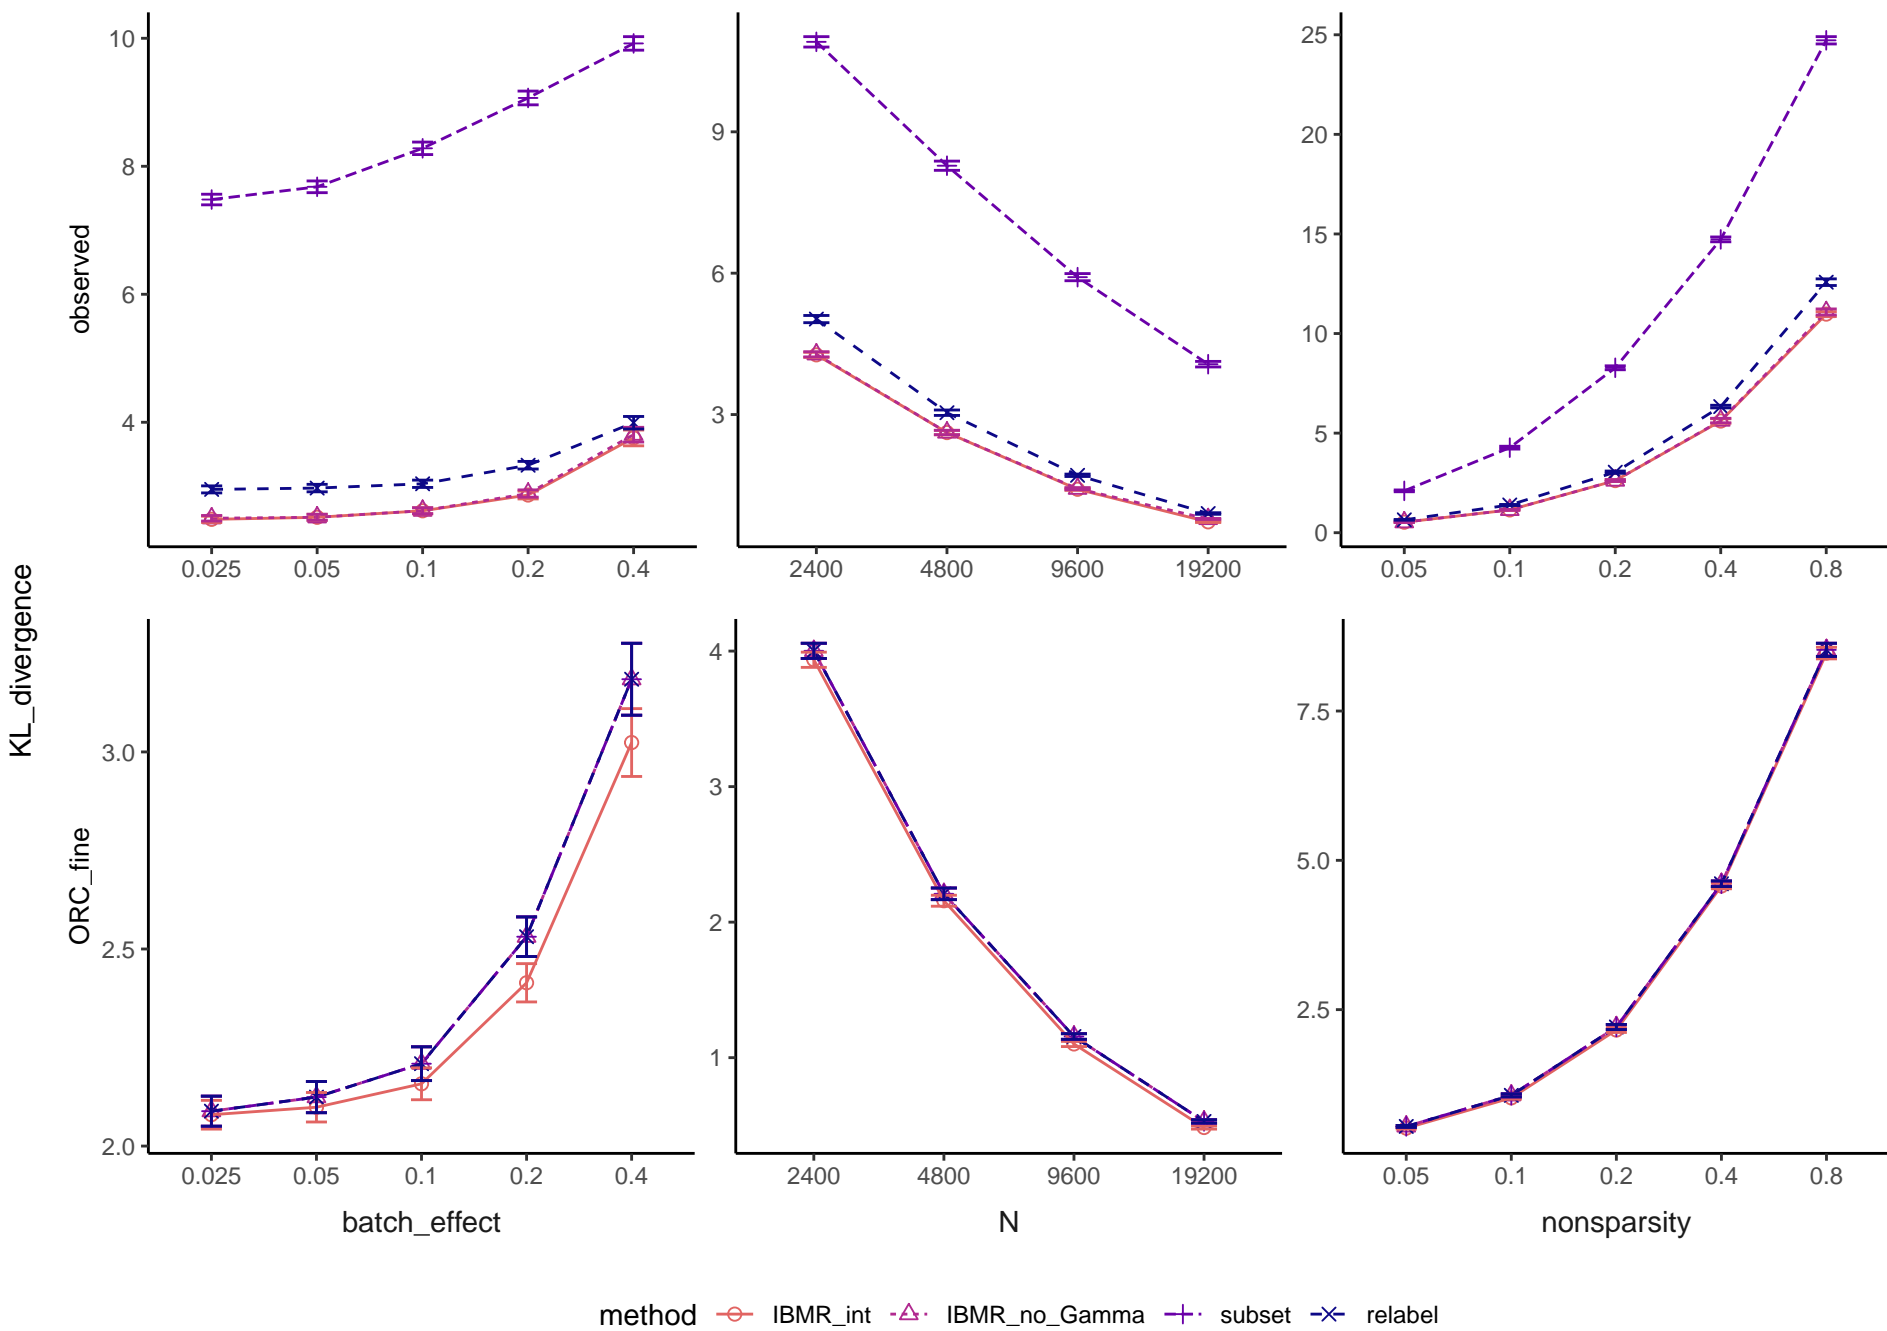 KL_divergence
observed
10
8
6
4
0.025 0.05 0.1 0.2 0.4
9
6
3
2400 4800 9600 19200
25
20
15
10
5
0
0.05 0.1 0.2 0.4 0.8
ORC_fine
3.0
2.5
2.0
0.025 0.05 0.1 0.2 0.4
batch_effect
4
3
2
1
2400 4800 9600 19200
N
7.5
5.0
2.5
0.05 0.1 0.2 0.4 0.8
nonsparsity
method IBMR_int IBMR_no_Gamma subset relabel